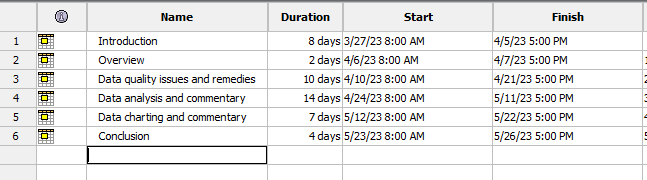 Name Duration Start Finish
1 Introduction 8 days 3/27/23 8:00 AM 4/5/23 5:00 PM
2 Overview 2 days 4/6/23 8:00 AM 4/7/23 5:00 PM 1
3 Data quality issues and remedies 10 days 4/10/23 8:00 AM 4/21/23 5:00 PM 2
4 Data analysis and commentary 14 days 4/24/23 8:00 AM 5/11/23 5:00 PM 3
5 Data charting and commentary 7 days 5/12/23 8:00 AM 5/22/23 5:00 PM 4
6 Conclusion 4 days 5/23/23 8:00 AM 5/26/23 5:00 PM 5